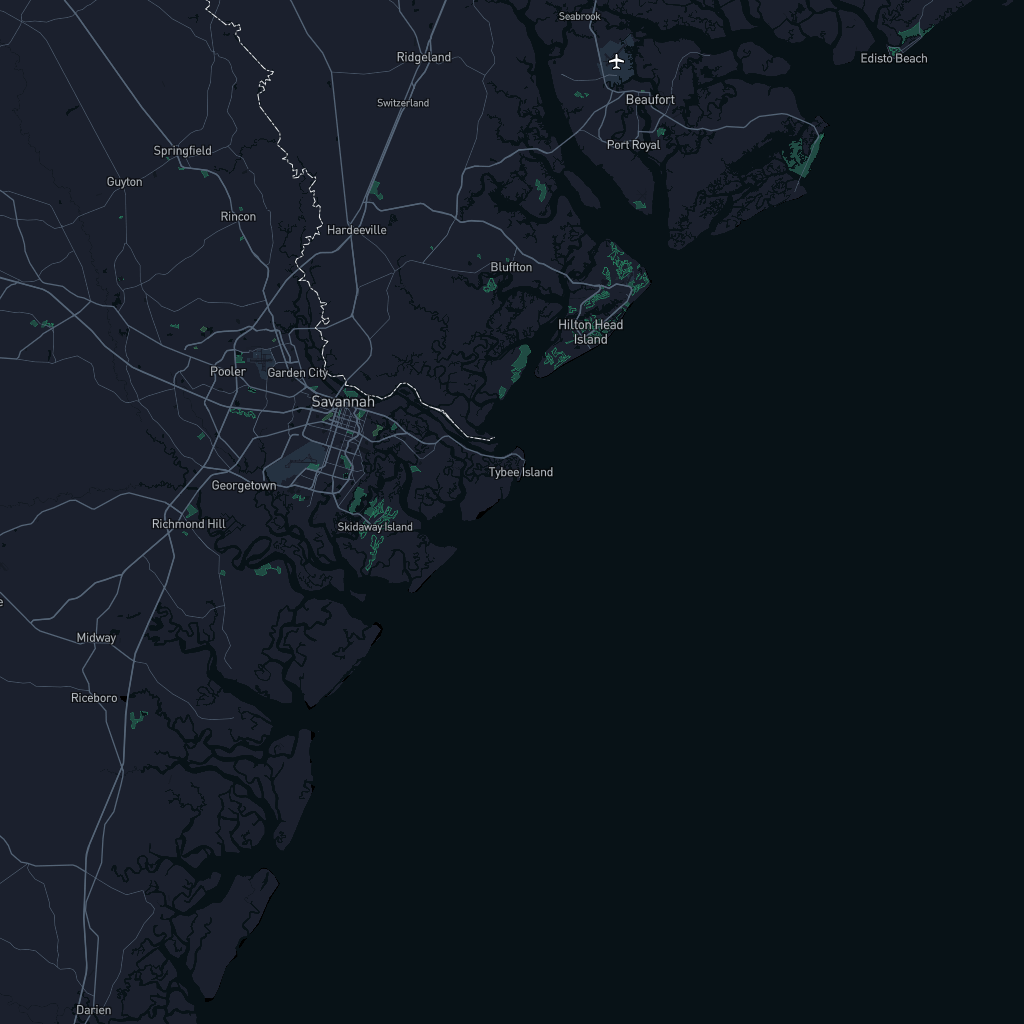 Seabrook
Ridgeland
Edisto Beach
Switzerland
Beaufort
Port Royal
Springfield
Guyton
Rincon
Hardeeville
Bluffton
Hilton Head
Island
Pooler
Garden City
Savannah
Tybee Island
Georgetown
Richmond Hill
Skidaway Island
e
Midway
Riceboro
Darien